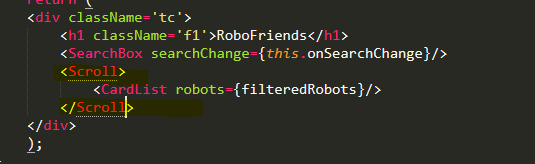 return (
<div className='tc'>
<h1 className='f1'>RoboFriends</h1>
<SearchBox searchChange={this.onSearchChange}/>
<Scroll>
<CardList robots={filteredRobots}/>
</Scroll>
</div>
);